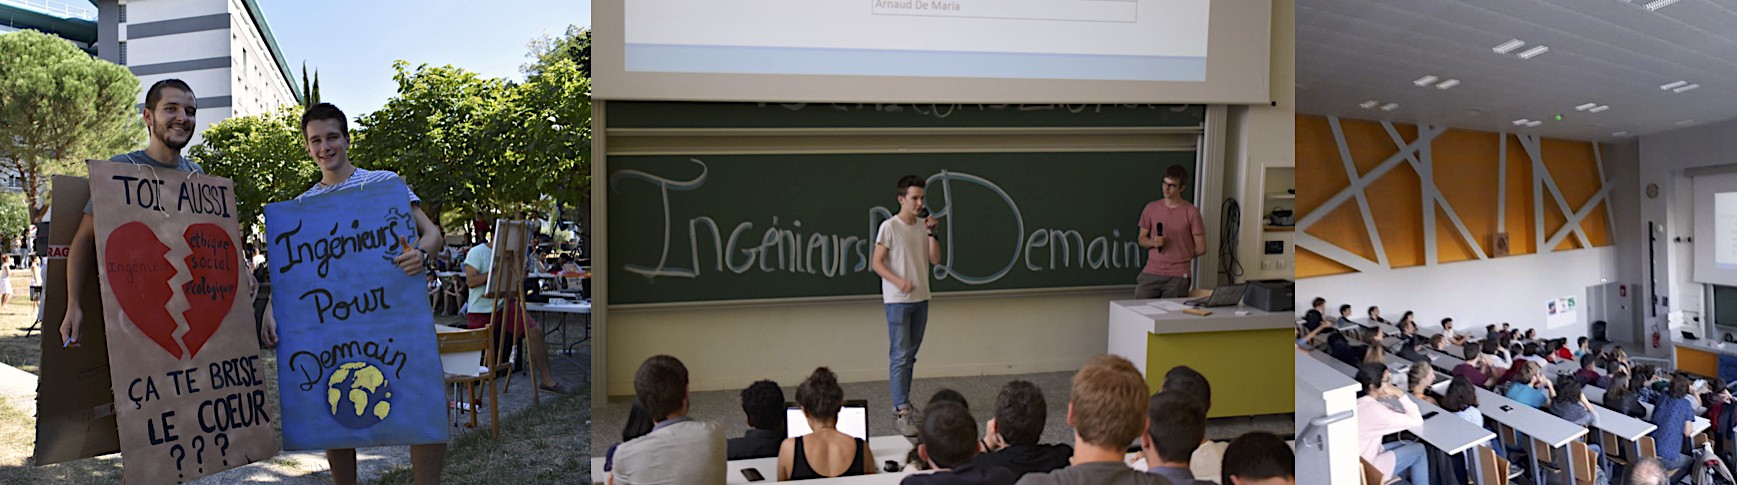 TOI AUSSI
Ingénieur
éthique
social
écologique
ÇA TE BRISE
LE COEUR
???
Ingénieurs
Pour
Demain
RAG
Arnaud De Maria
Ingénieurs
Demain